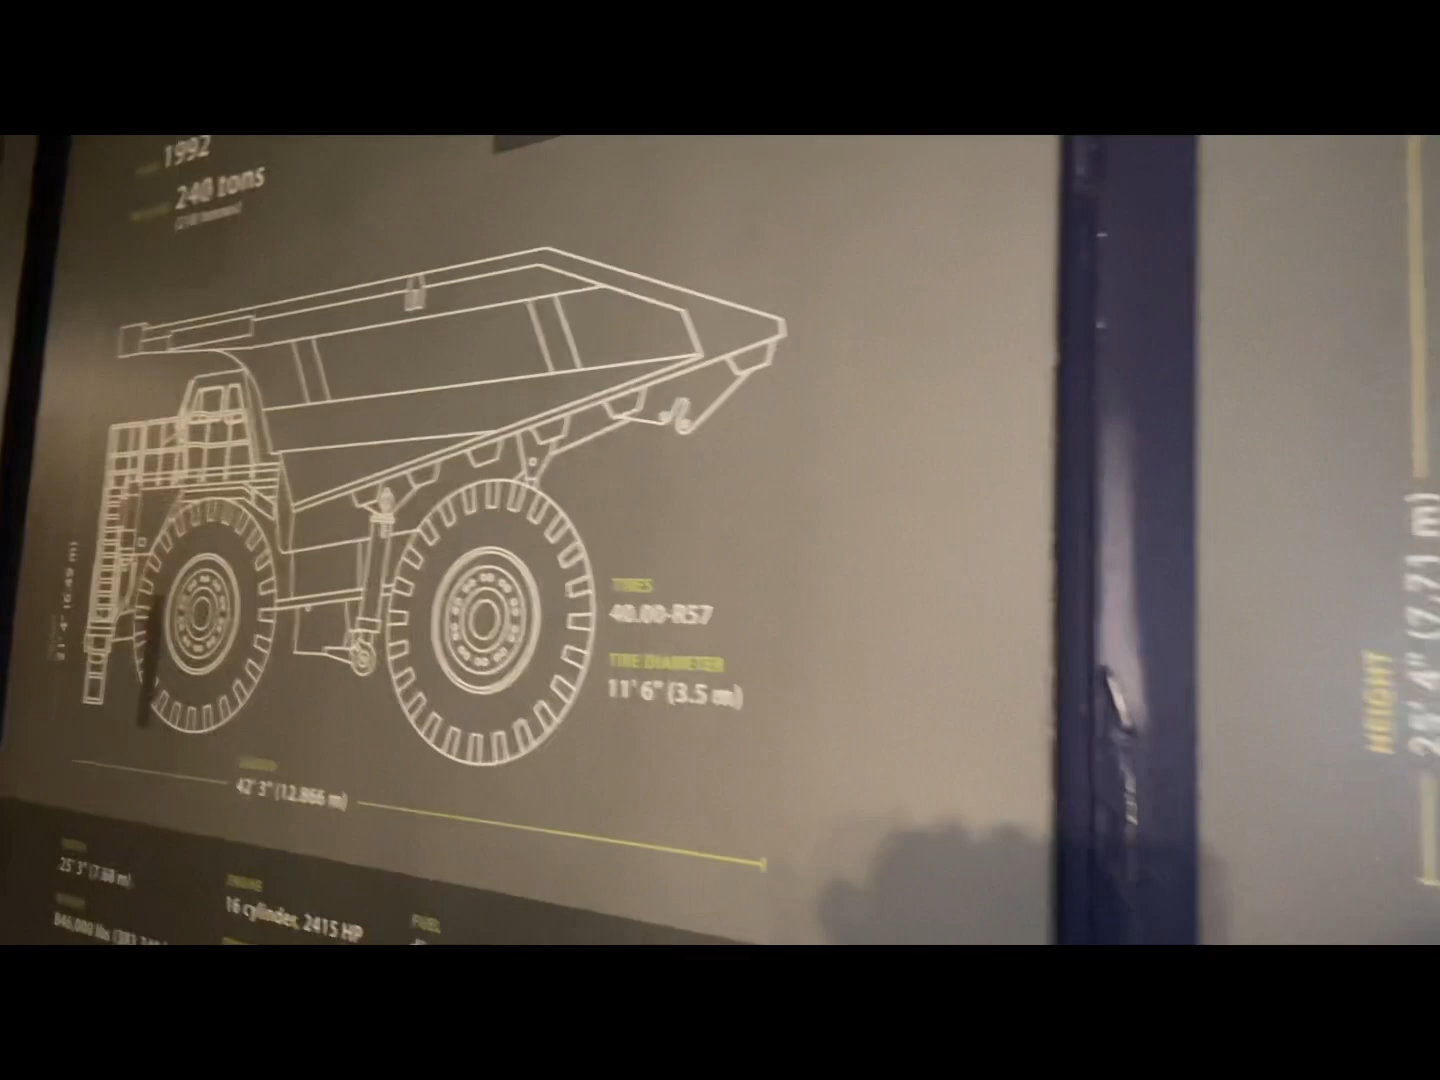 1992
240 tons
TIRES
40.00-R57
TIRE DIAMETER
11' 6" (3.5 m)
42' 3" (12.866 m)
25' 3" (7.68 m)
ENGINE
16 cylinder, 2415 HP
FUEL
HEIGHT
25' 4" (7.71 m)